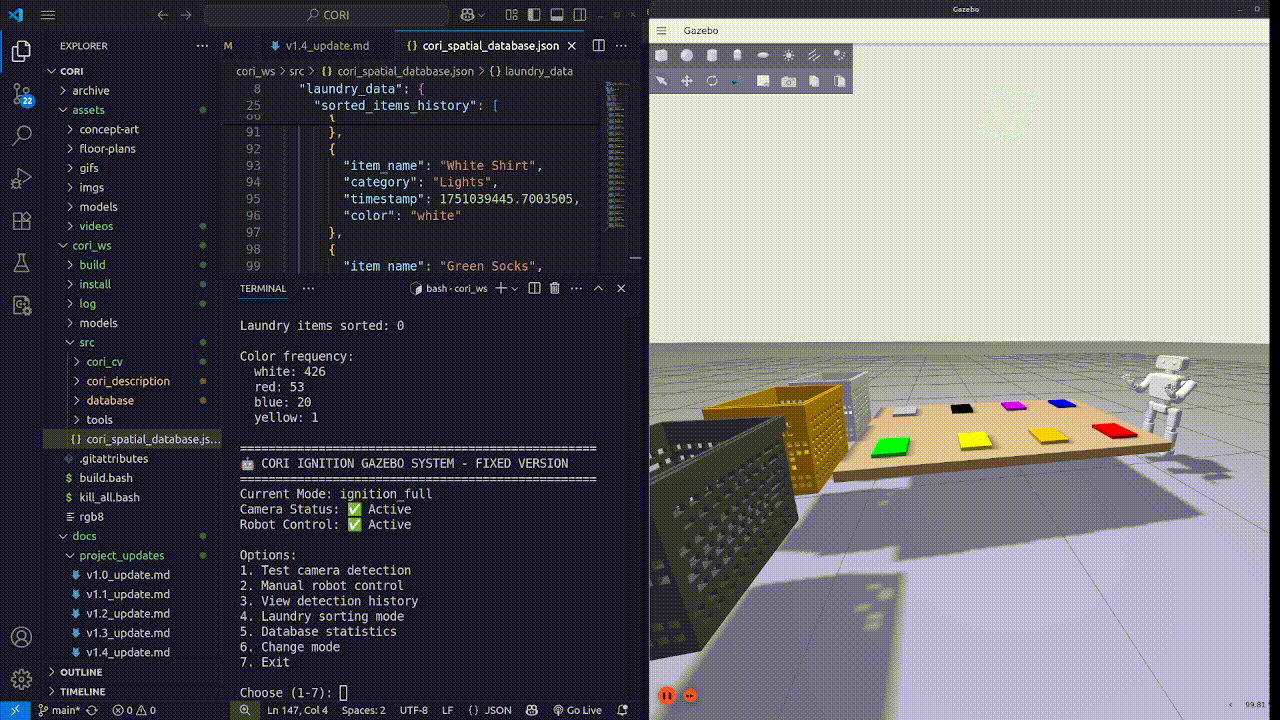 CORI
EXPLORER
CORI
archive
assets
concept-art
floor-plans
gifs
imgs
models
videos
cori_ws
build
install
log
models
src
cori_cv
cori_description
database
tools
{} cori_spatial_database.js...
.gitattributes
$ build.bash
$ kill_all.bash
rgb8
docs
project_updates
v1.0_update.md
v1.1_update.md
v1.2_update.md
v1.3_update.md
v1.4_update.md
OUTLINE
TIMELINE
22
M
v1.4_update.md
{} cori_spatial_database.json
cori_ws > src > {} cori_spatial_database.json > {} laundry_data
8 "laundry_data": {
25 "sorted_items_history": [
91 },
92 {
93 "item_name": "White Shirt",
94 "category": "Lights",
95 "timestamp": 1751039445.7003505,
96 "color": "white"
97 },
98 {
99 "item_name": "Green Socks",
TERMINAL
bash - cori_ws
Laundry items sorted: 0
Color frequency:
white: 426
red: 53
blue: 20
yellow: 1
==================================================
🤖 CORI IGNITION GAZEBO SYSTEM - FIXED VERSION
==================================================
Current Mode: ignition_full
Camera Status: ✅ Active
Robot Control: ✅ Active
Options:
1. Test camera detection
2. Manual robot control
3. View detection history
4. Laundry sorting mode
5. Database statistics
6. Change mode
7. Exit
Choose (1-7):
main* 0 0 Ln 147, Col 4 Spaces: 2 UTF-8 LF {} JSON Go Live
Gazebo
Gazebo
99.81